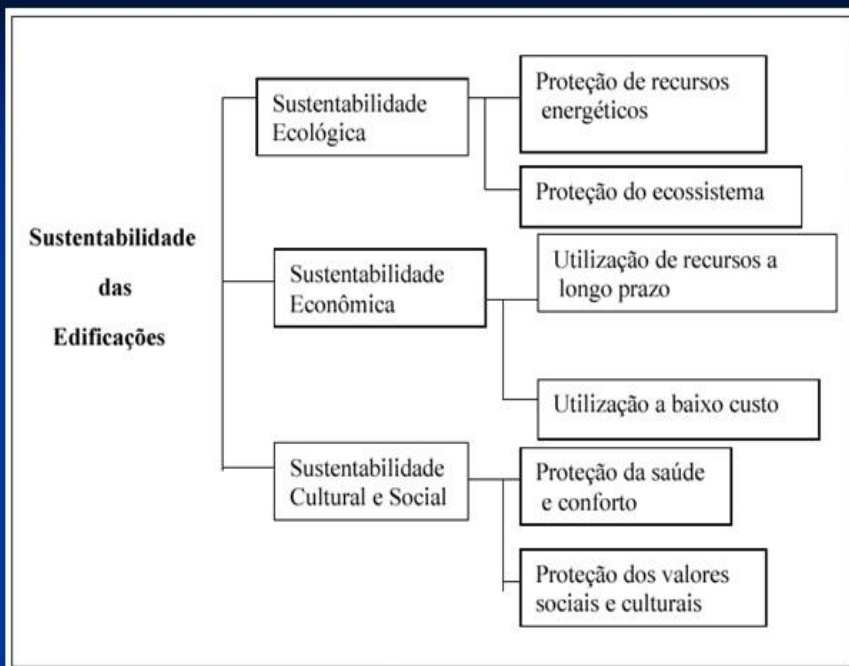 Sustentabilidade
das
Edificações
Sustentabilidade
Ecológica
Proteção de recursos
energéticos
Proteção do ecossistema
Sustentabilidade
Econômica
Utilização de recursos a
longo prazo
Utilização a baixo custo
Sustentabilidade
Cultural e Social
Proteção da saúde
e conforto
Proteção dos valores
sociais e culturais